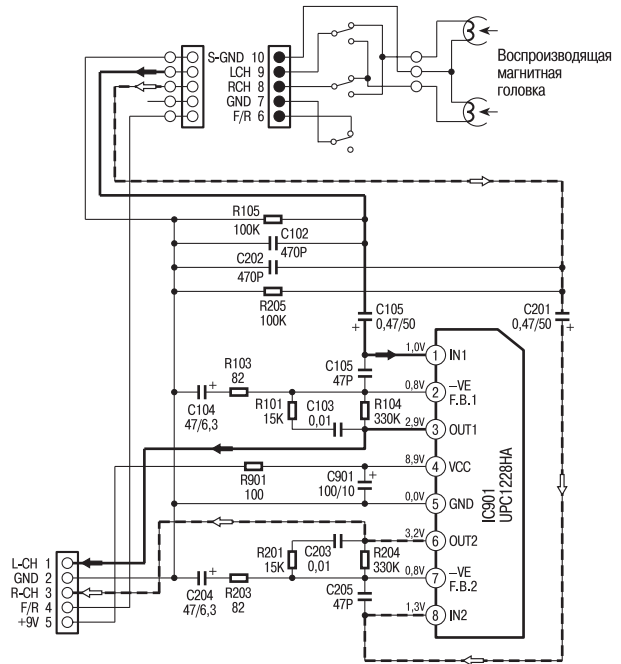 S-GND 10
LCH 9
RCH 8
GND 7
F/R 6
Воспроизводящая
магнитная
головка
R105
100K
C102
470P
C202
470P
R205
100K
C105
0,47/50
+
C201
0,47/50
+
1,0V
1
IN1
C105
47P
R103
82
+
C104
47/6,3
0,8V
2
–VE
F.B.1
R101
15K
C103
0,01
R104
330K
2,9V
3
OUT1
8,9V
4
VCC
R901
100
C901
100/10
+
0,0V
5
GND
IC901
UPC1228HA
3,2V
6
OUT2
R201
15K
C203
0,01
R204
330K
0,8V
7
–VE
F.B.2
+
C204
47/6,3
R203
82
C205
47P
1,3V
8
IN2
L-CH 1
GND 2
R-CH 3
F/R 4
+9V 5